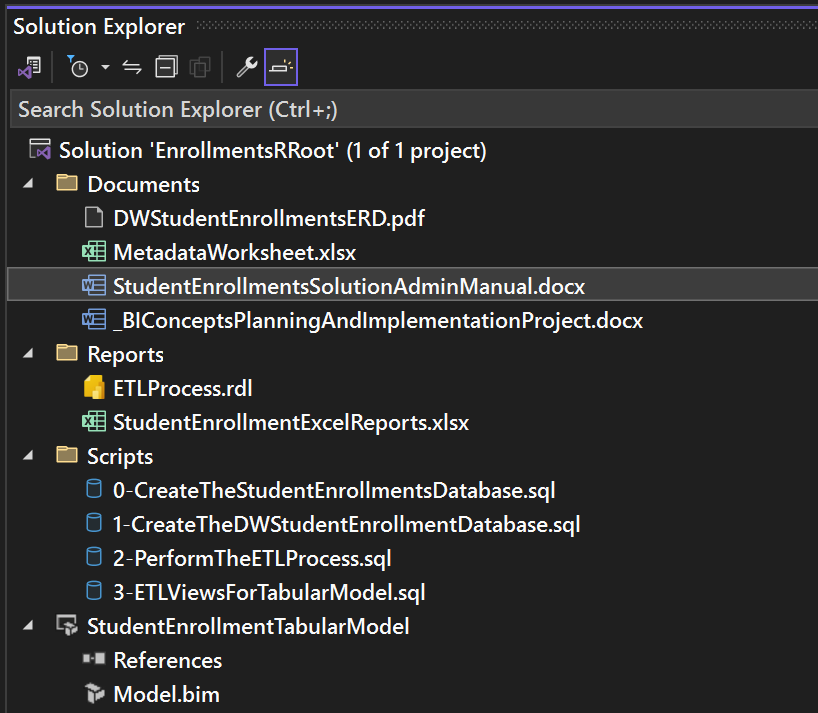 Solution Explorer
Search Solution Explorer (Ctrl+;)
Solution 'EnrollmentsRRoot' (1 of 1 project)
Documents
DWStudentEnrollmentsERD.pdf
MetadataWorksheet.xlsx
StudentEnrollmentsSolutionAdminManual.docx
_BIConceptsPlanningAndImplementationProject.docx
Reports
ETLProcess.rdl
StudentEnrollmentExcelReports.xlsx
Scripts
0-CreateTheStudentEnrollmentsDatabase.sql
1-CreateTheDWStudentEnrollmentDatabase.sql
2-PerformTheETLProcess.sql
3-ETLViewsForTabularModel.sql
StudentEnrollmentTabularModel
References
Model.bim